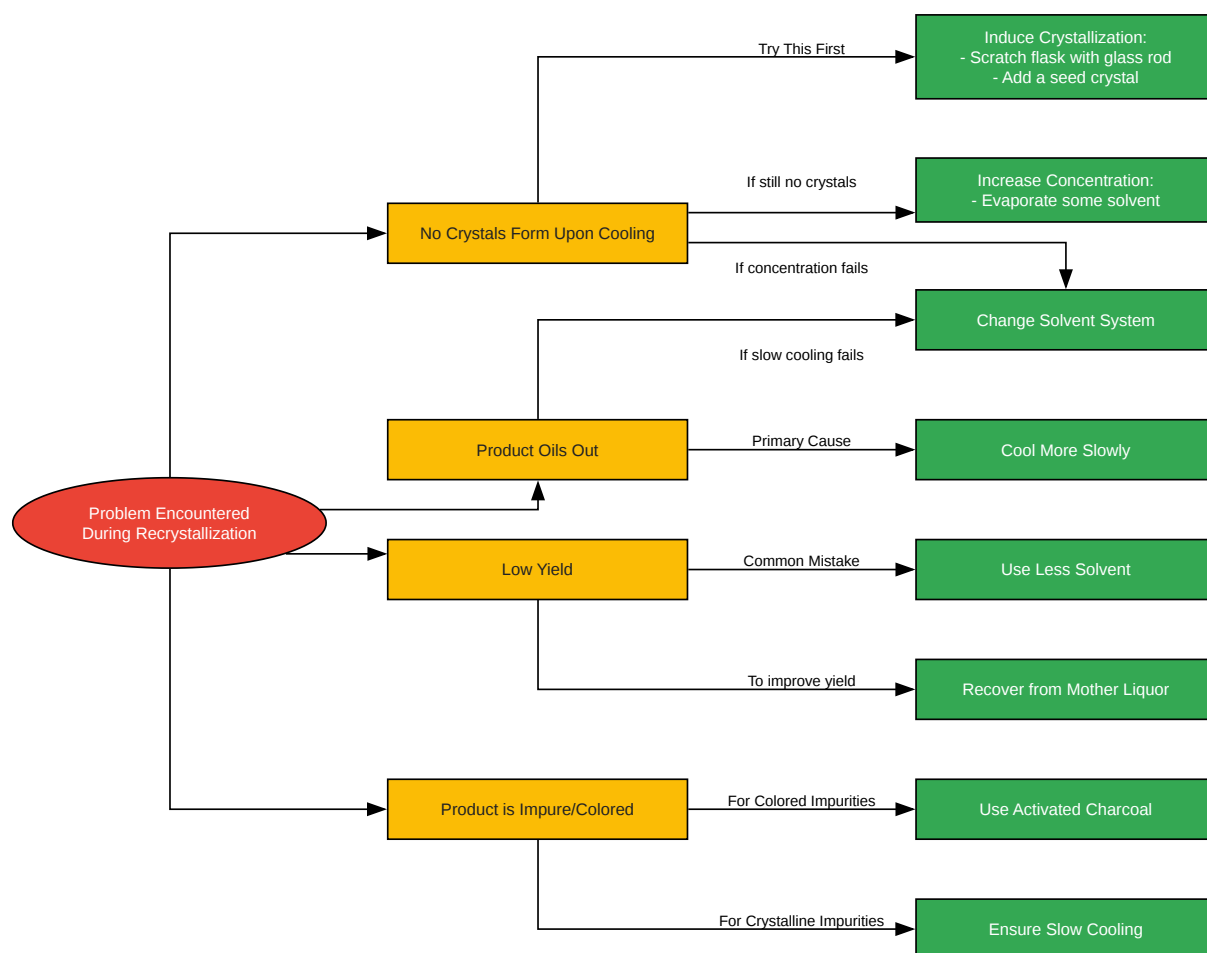 Try This First
Induce Crystallization:
- Scratch flask with glass rod
- Add a seed crystal
If still no crystals
Increase Concentration:
- Evaporate some solvent
No Crystals Form Upon Cooling
If concentration fails
Change Solvent System
If slow cooling fails
Product Oils Out
Primary Cause
Cool More Slowly
Problem Encountered
During Recrystallization
Low Yield
Common Mistake
Use Less Solvent
To improve yield
Recover from Mother Liquor
Product is Impure/Colored
For Colored Impurities
Use Activated Charcoal
For Crystalline Impurities
Ensure Slow Cooling